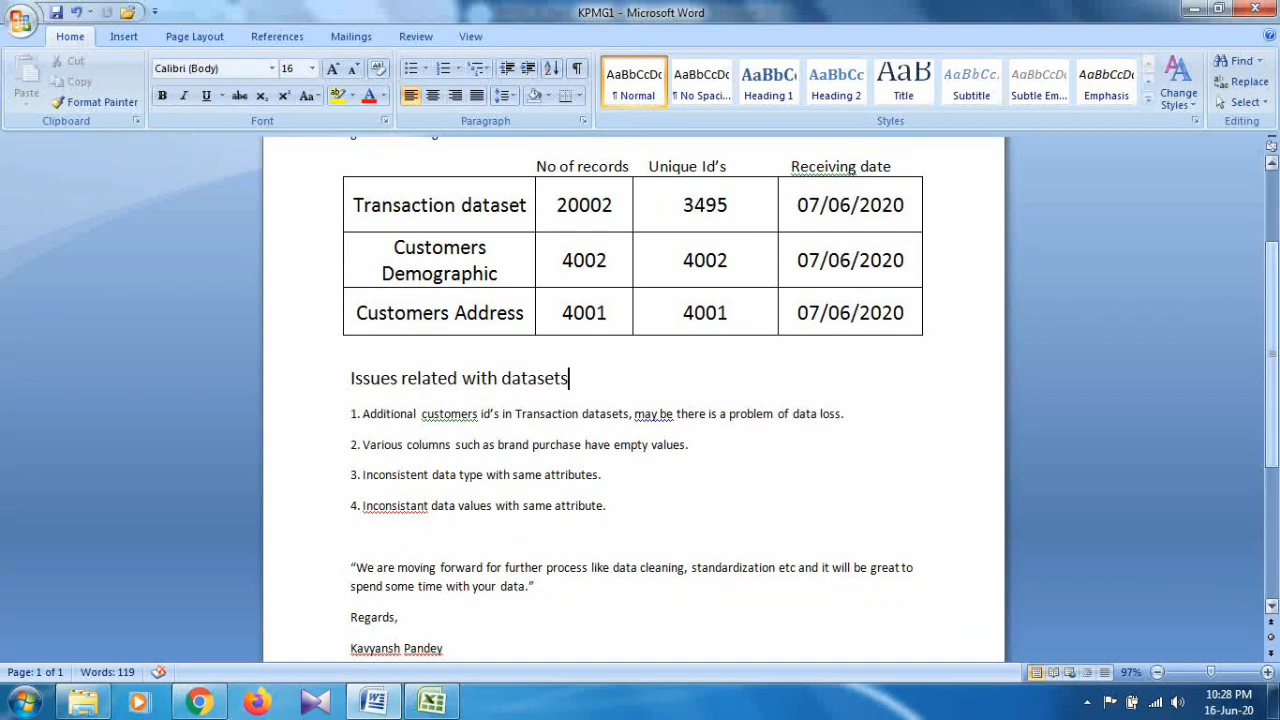 KPMG1 – Microsoft Word
Home Insert Page Layout References Mailings Review View
Paste
Cut
Copy
Format Painter
Clipboard
Calibri (Body) 16
B I U abc x₂ x² Aa
Font
Paragraph
AaBbCcDc AaBbCcDc AaBbC AaBbCc AaB AaBbCc. AaBbCcDc AaBbCcDc
¶ Normal ¶ No Spaci... Heading 1 Heading 2 Title Subtitle Subtle Em... Emphasis
Change Styles
Styles
Find
Replace
Select
Editing
No of records Unique Id’s Receiving date
Transaction dataset 20002 3495 07/06/2020
Customers
Demographic 4002 4002 07/06/2020
Customers Address 4001 4001 07/06/2020
Issues related with datasets
1. Additional customers id’s in Transaction datasets, may be there is a problem of data loss.
2. Various columns such as brand purchase have empty values.
3. Inconsistent data type with same attributes.
4. Inconsistant data values with same attribute.
“We are moving forward for further process like data cleaning, standardization etc and it will be great to
spend some time with your data.”
Regards,
Kavyansh Pandey
Page: 1 of 1 Words: 119 97%
10:28 PM
16-Jun-20